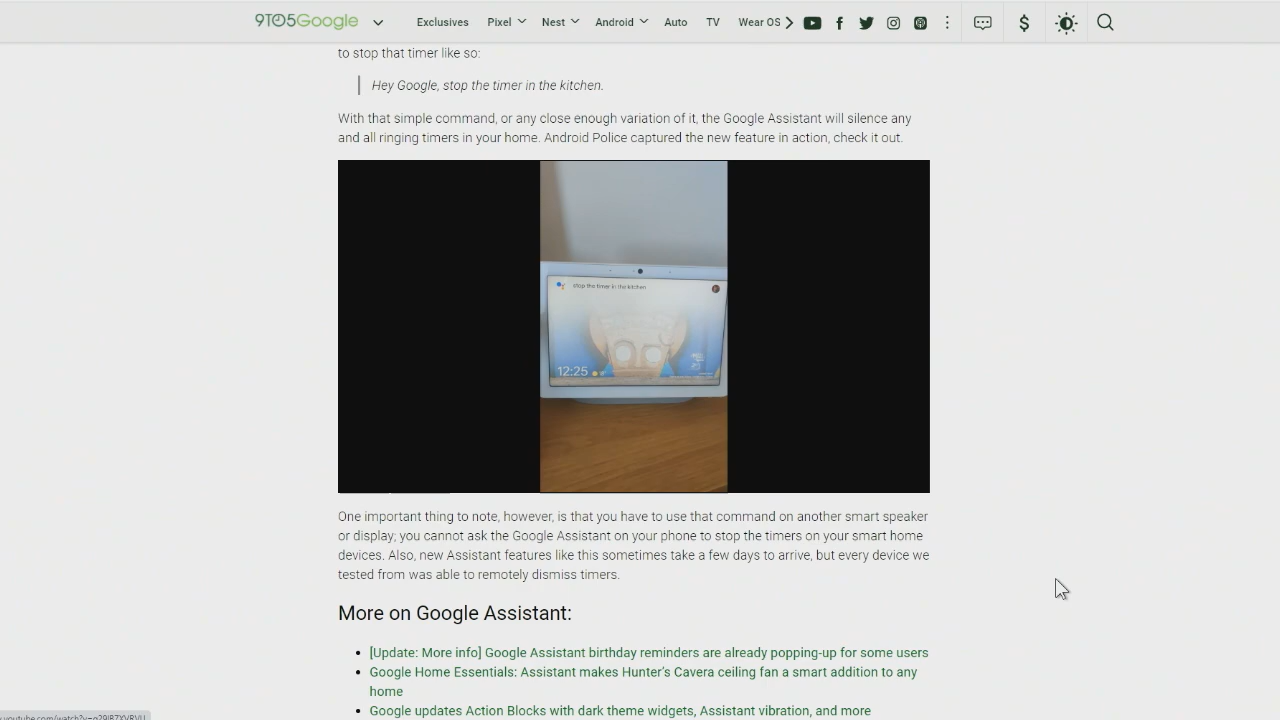 9TO5Google
Exclusives Pixel Nest Android Auto TV Wear OS
to stop that timer like so:
Hey Google, stop the timer in the kitchen.
With that simple command, or any close enough variation of it, the Google Assistant will silence any
and all ringing timers in your home. Android Police captured the new feature in action, check it out.
stop the timer in the kitchen
12:25
One important thing to note, however, is that you have to use that command on another smart speaker
or display; you cannot ask the Google Assistant on your phone to stop the timers on your smart home
devices. Also, new Assistant features like this sometimes take a few days to arrive, but every device we
tested from was able to remotely dismiss timers.
More on Google Assistant:
[Update: More info] Google Assistant birthday reminders are already popping-up for some users
Google Home Essentials: Assistant makes Hunter's Cavera ceiling fan a smart addition to any
home
Google updates Action Blocks with dark theme widgets, Assistant vibration, and more